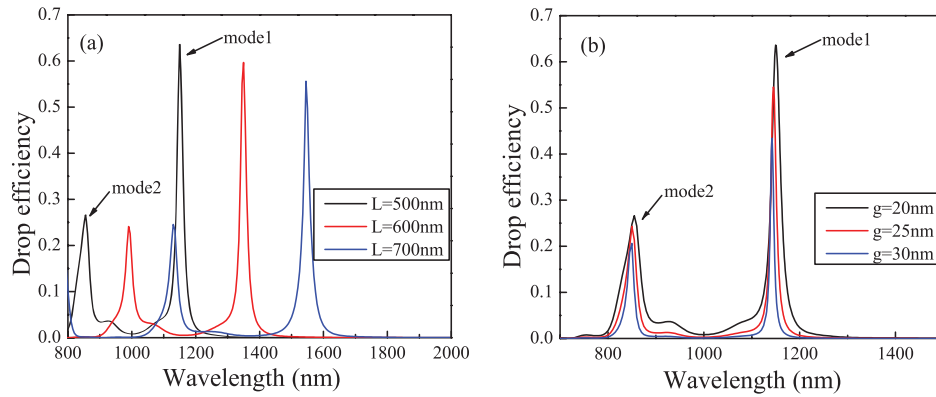 (a)
mode1
mode2
L=500nm
L=600nm
L=700nm
Drop efficiency
0.7
0.6
0.5
0.4
0.3
0.2
0.1
0.0
800 1000 1200 1400 1600 1800 2000
Wavelength (nm)
(b)
mode1
mode2
g=20nm
g=25nm
g=30nm
Drop efficiency
0.7
0.6
0.5
0.4
0.3
0.2
0.1
0.0
800 1000 1200 1400
Wavelength (nm)